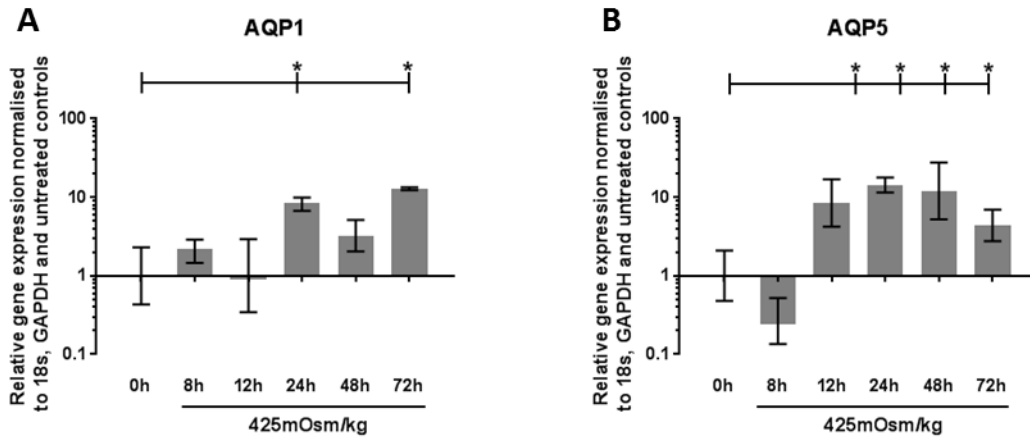 A
AQP1
* *
Relative gene expression normalised
to 18s, GAPDH and untreated controls
100
10
1
0.1
0h 8h 12h 24h 48h 72h
425mOsm/kg
B
AQP5
* * * *
Relative gene expression normalised
to 18s, GAPDH and untreated controls
100
10
1
0.1
0h 8h 12h 24h 48h 72h
425mOsm/kg